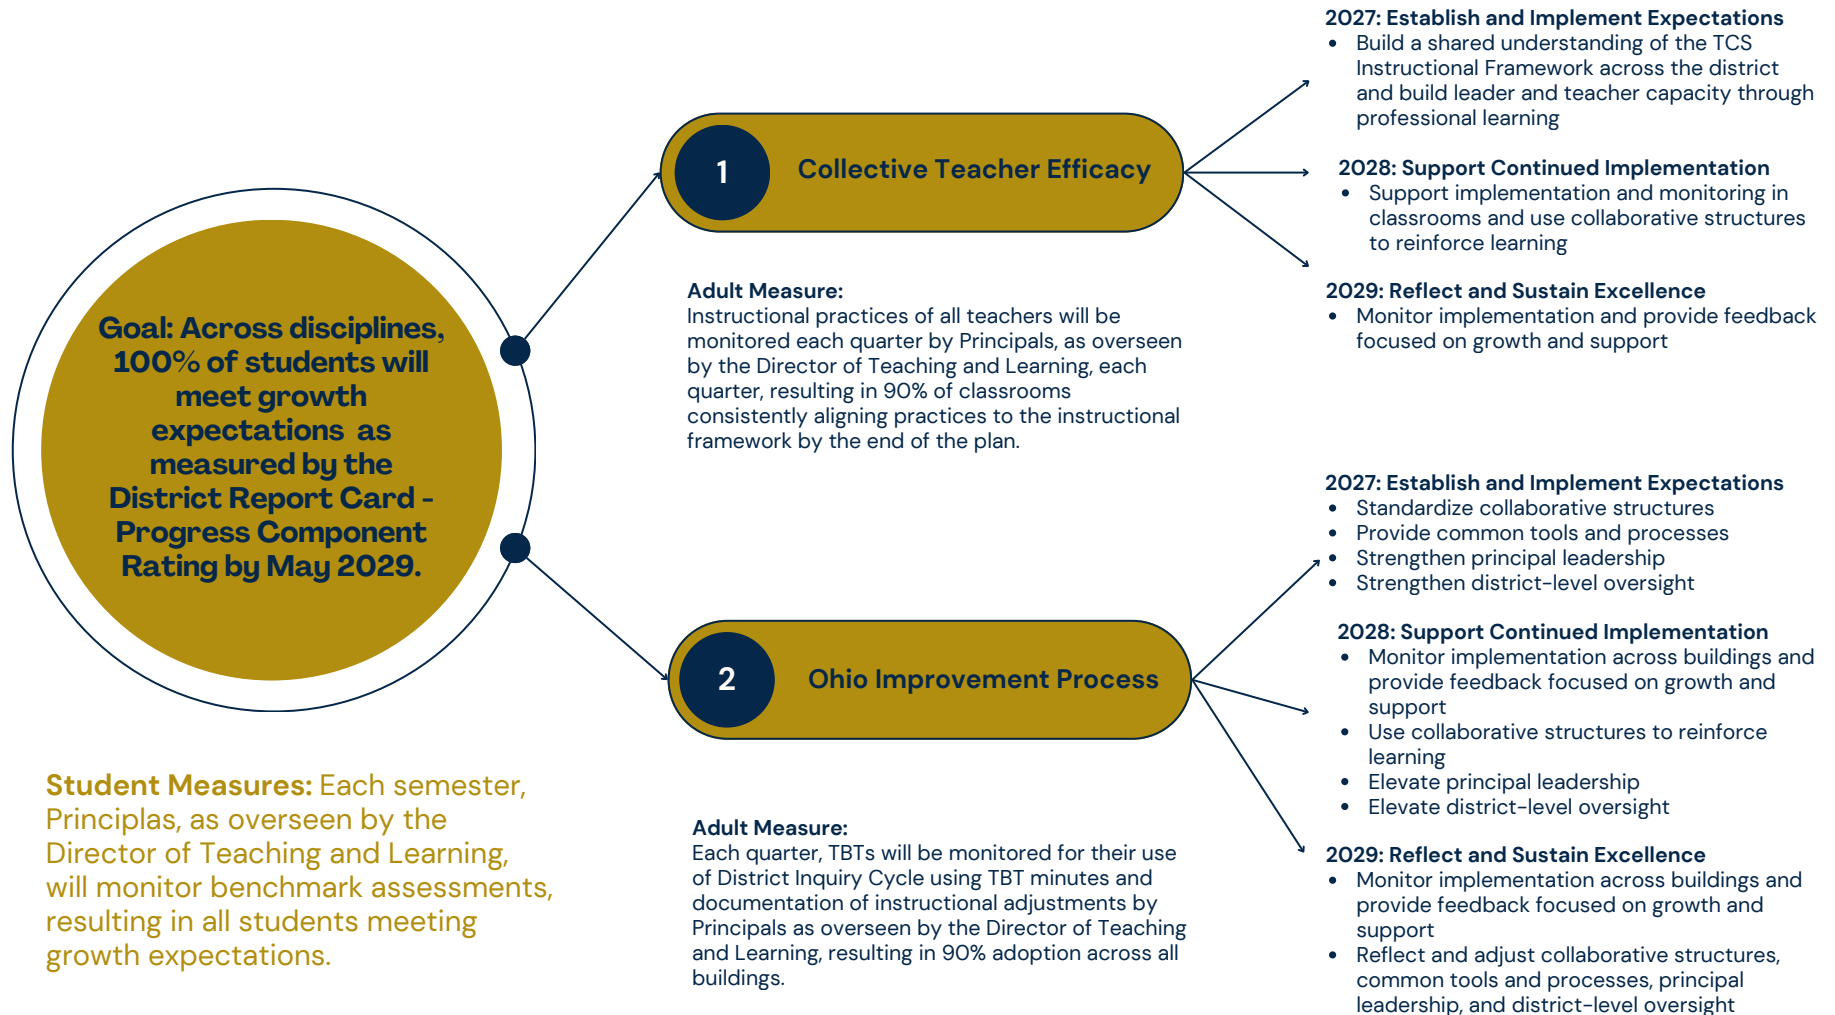 Goal: Across disciplines,
100% of students will
meet growth
expectations as
measured by the
District Report Card -
Progress Component
Rating by May 2029.
Student Measures: Each semester,
Principlas, as overseen by the
Director of Teaching and Learning,
will monitor benchmark assessments,
resulting in all students meeting
growth expectations.
1
Collective Teacher Efficacy
Adult Measure:
Instructional practices of all teachers will be
monitored each quarter by Principals, as overseen
by the Director of Teaching and Learning, each
quarter, resulting in 90% of classrooms
consistently aligning practices to the instructional
framework by the end of the plan.
2027: Establish and Implement Expectations
• Build a shared understanding of the TCS
Instructional Framework across the district
and build leader and teacher capacity through
professional learning
2028: Support Continued Implementation
• Support implementation and monitoring in
classrooms and use collaborative structures
to reinforce learning
2029: Reflect and Sustain Excellence
• Monitor implementation and provide feedback
focused on growth and support
2
Ohio Improvement Process
Adult Measure:
Each quarter, TBTs will be monitored for their use
of District Inquiry Cycle using TBT minutes and
documentation of instructional adjustments by
Principals as overseen by the Director of Teaching
and Learning, resulting in 90% adoption across all
buildings.
2027: Establish and Implement Expectations
• Standardize collaborative structures
• Provide common tools and processes
• Strengthen principal leadership
• Strengthen district-level oversight
2028: Support Continued Implementation
• Monitor implementation across buildings and
provide feedback focused on growth and
support
• Use collaborative structures to reinforce
learning
• Elevate principal leadership
• Elevate district-level oversight
2029: Reflect and Sustain Excellence
• Monitor implementation across buildings and
provide feedback focused on growth and
support
• Reflect and adjust collaborative structures,
common tools and processes, principal
leadership, and district-level oversight